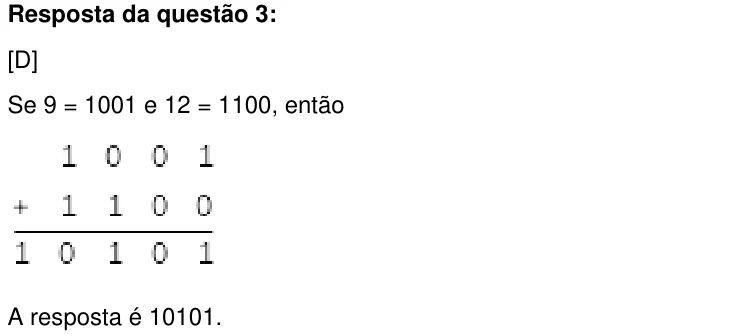 Resposta da questão 3:
[D]
Se 9 = 1001 e 12 = 1100, então
1 0 0 1
+ 1 1 0 0
1 0 1 0 1
A resposta é 10101.